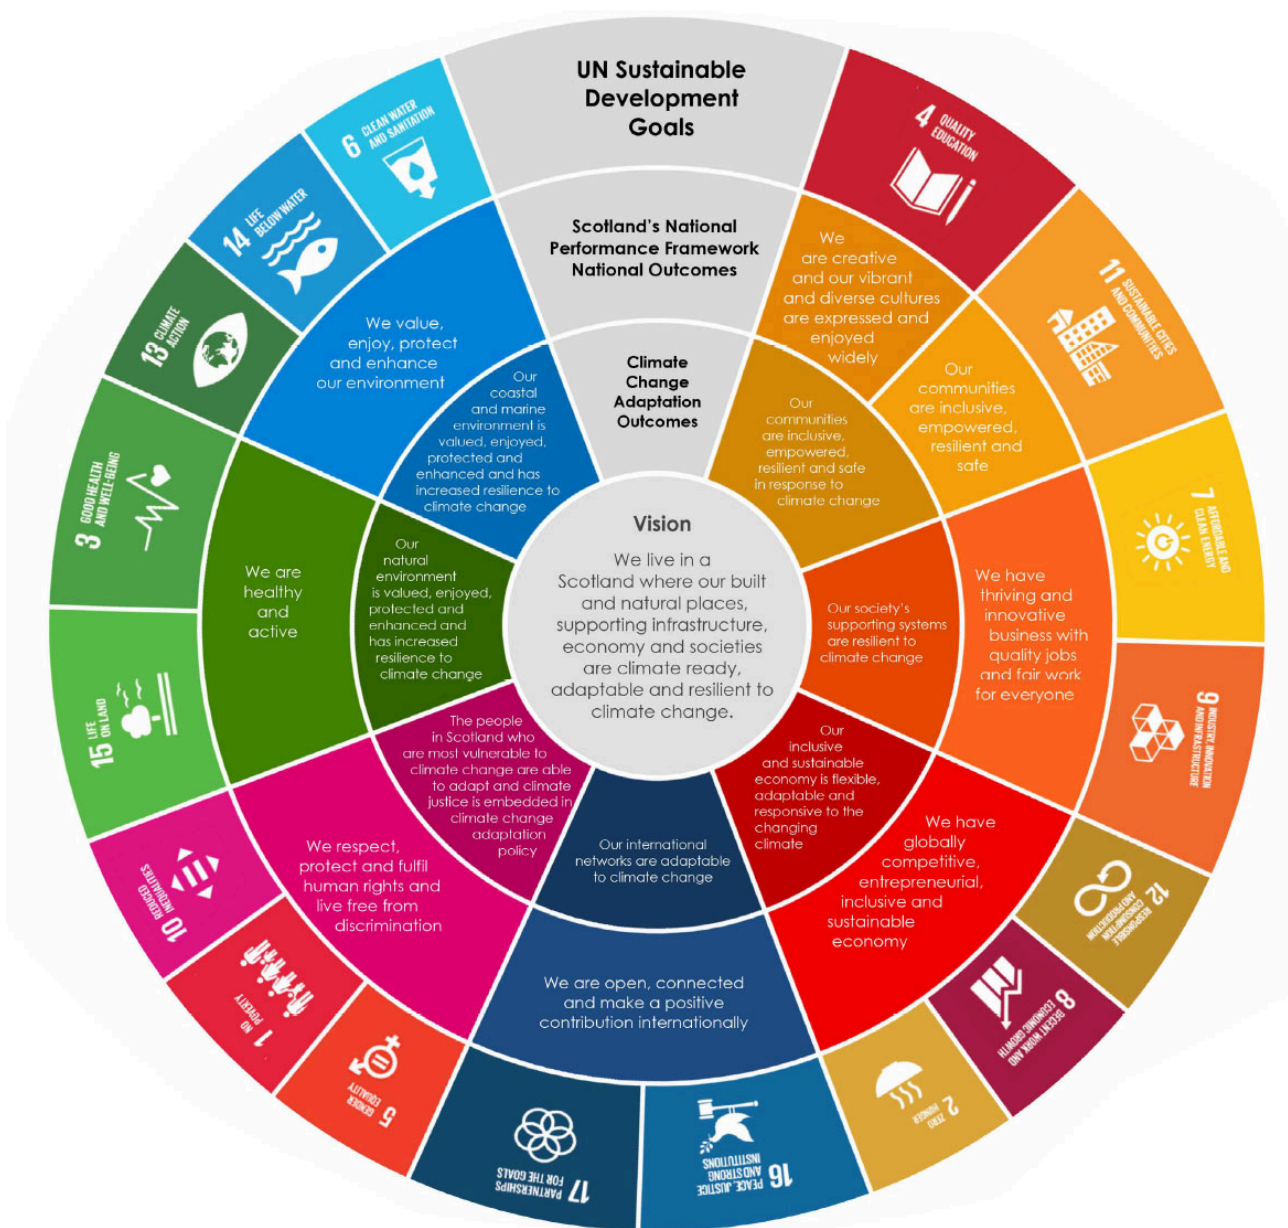 UN Sustainable
Development
Goals
Scotland's National
Performance Framework
National Outcomes
Climate
Change
Adaptation
Outcomes
Vision
We live in a
Scotland where our built
and natural places,
supporting infrastructure,
economy and societies
are climate ready,
adaptable and resilient to
climate change.
4 QUALITY
EDUCATION
11 SUSTAINABLE CITIES
AND COMMUNITIES
7 AFFORDABLE AND
CLEAN ENERGY
9 INDUSTRY, INNOVATION
AND INFRASTRUCTURE
12 RESPONSIBLE
CONSUMPTION
AND PRODUCTION
8 DECENT WORK AND
ECONOMIC GROWTH
2 ZERO
HUNGER
16 PEACE, JUSTICE
AND STRONG
INSTITUTIONS
17 PARTNERSHIPS
FOR THE GOALS
5 GENDER
EQUALITY
1 NO
POVERTY
10 REDUCED
INEQUALITIES
15 LIFE
ON LAND
3 GOOD HEALTH
AND WELL-BEING
13 CLIMATE
ACTION
14 LIFE
BELOW WATER
6 CLEAN WATER
AND SANITATION
We
are creative
and our vibrant
and diverse cultures
are expressed and
enjoyed
widely
Our
communities
are inclusive,
empowered,
resilient and
safe
We have
thriving and
innovative
business with
quality jobs
and fair work
for everyone
We have
globally
competitive,
entrepreneurial,
inclusive and
sustainable
economy
We are open, connected
and make a positive
contribution internationally
We respect,
protect and fulfil
human rights and
live free from
discrimination
We are
healthy
and
active
We value,
enjoy, protect
and enhance
our environment
Our
communities
are inclusive,
empowered,
resilient and safe
in response to
climate change
Our society's
supporting systems
are resilient to
climate change
Our
inclusive
and sustainable
economy is flexible,
adaptable and
responsive to the
changing
climate
Our international
networks are adaptable
to climate change
The people
in Scotland who
are most vulnerable to
climate change are able
to adapt and climate
justice is embedded in
climate change
adaptation
policy
Our
natural
environment
is valued, enjoyed,
protected and
enhanced and
has increased
resilience to
climate change
Our
coastal
and marine
environment is
valued, enjoyed,
protected and
enhanced and has
increased resilience to
climate change